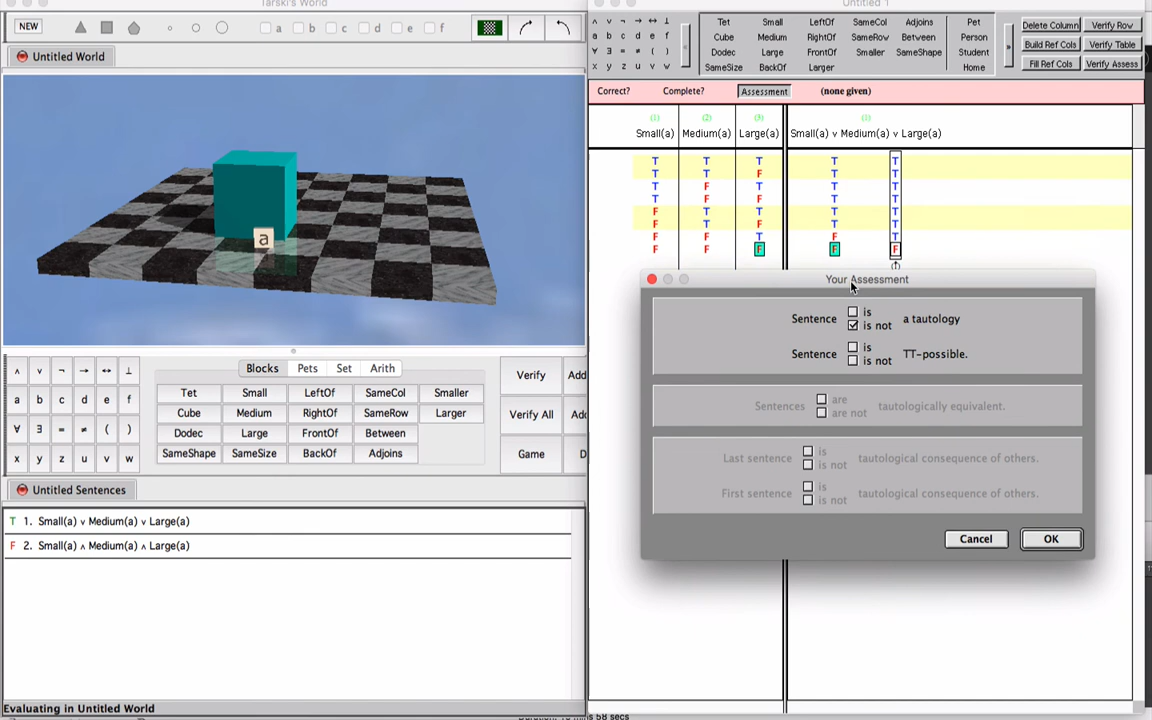 Tarski's World
NEW
a b c d e f
Untitled World
a
∧ ∨ ¬ → ↔ ⊥
a b c d e f
∀ ∃ = ≠ ( )
x y z u v w
Blocks Pets Set Arith
Tet Small LeftOf SameCol Smaller
Cube Medium RightOf SameRow Larger
Dodec Large FrontOf Between
SameShape SameSize BackOf Adjoins
Verify Add
Verify All Add
Game D
Untitled Sentences
T 1. Small(a) ∨ Medium(a) ∨ Large(a)
F 2. Small(a) ∧ Medium(a) ∧ Large(a)
Evaluating in Untitled World
Untitled 1
∧ ∨ ¬ → ↔ ⊥
a b c d e f
∀ ∃ = ≠ ( )
x y z u v w
«
Tet Small LeftOf SameCol Adjoins Pet
Cube Medium RightOf SameRow Between Person
Dodec Large FrontOf Smaller SameShape Student
SameSize BackOf Larger Home
»
Delete Column Verify Row
Build Ref Cols Verify Table
Fill Ref Cols Verify Assess
Correct? Complete? Assessment (none given)
(1) (2) (3) (1)
Small(a) Medium(a) Large(a) Small(a) ∨ Medium(a) ∨ Large(a)
T T T T T
T T F T T
T F T T T
T F F T T
F T T T T
F T F T T
F F T F T
F F F F F
(1)
Your Assessment
Sentence is
is not a tautology
Sentence is
is not TT-possible.
Sentences are
are not tautologically equivalent.
Last sentence is
is not tautological consequence of others.
First sentence is
is not tautological consequence of others.
Cancel OK